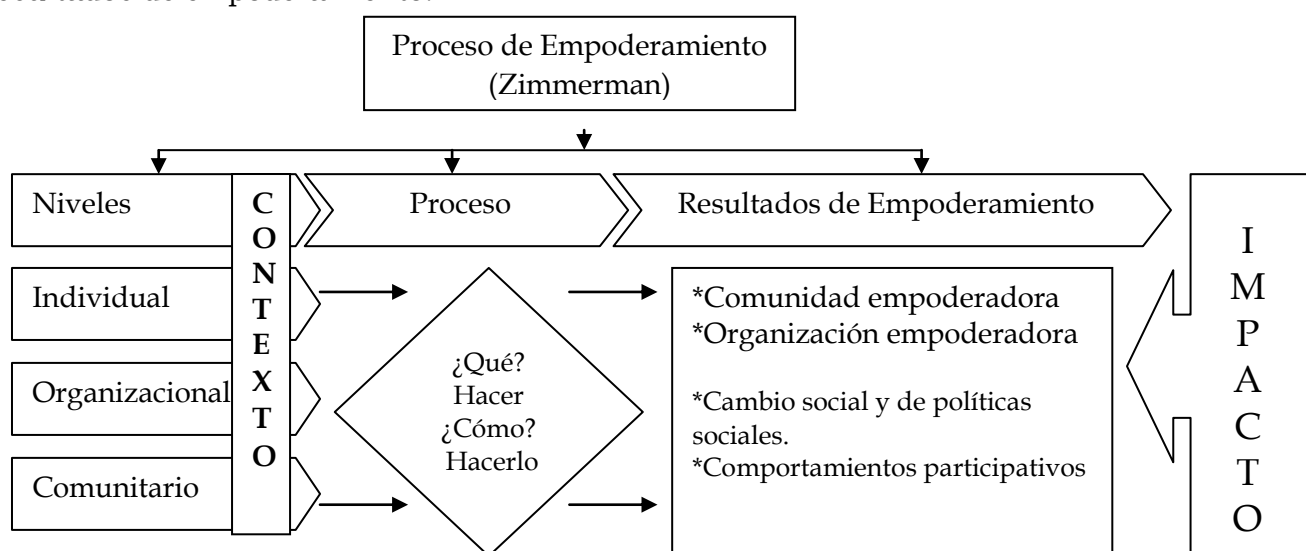 Proceso de Empoderamiento
(Zimmerman)
Niveles
CONTEXTO
Proceso
Resultados de Empoderamiento
IMPACTO
Individual
Organizacional
Comunitario
¿Qué?
Hacer
¿Cómo?
Hacerlo
*Comunidad empoderadora
*Organización empoderadora
*Cambio social y de políticas
sociales.
*Comportamientos participativos